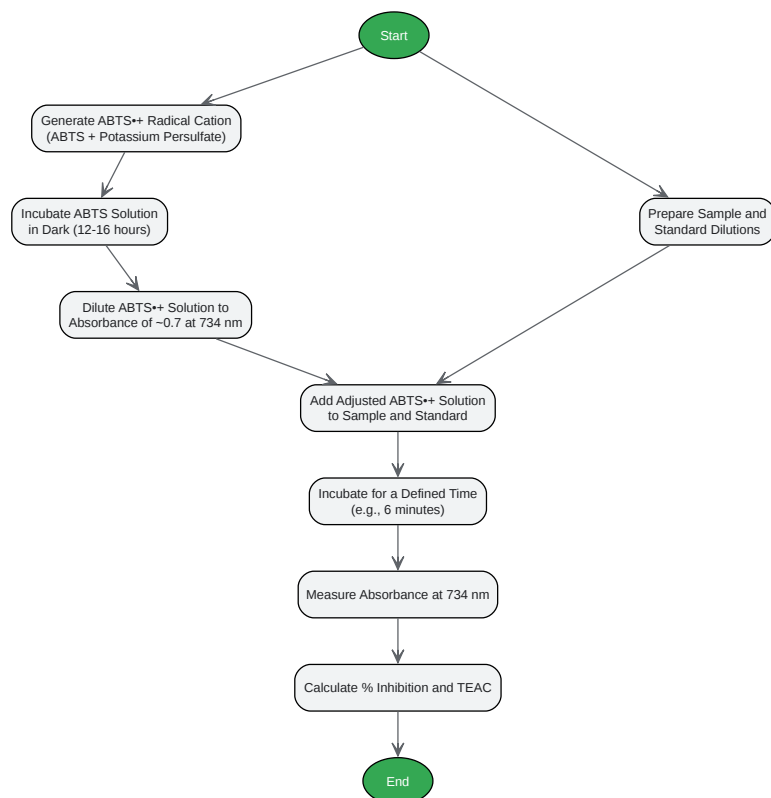 Start
Generate ABTS•+ Radical Cation
(ABTS + Potassium Persulfate)
Incubate ABTS Solution
in Dark (12-16 hours)
Prepare Sample and
Standard Dilutions
Dilute ABTS•+ Solution to
Absorbance of ~0.7 at 734 nm
Add Adjusted ABTS•+ Solution
to Sample and Standard
Incubate for a Defined Time
(e.g., 6 minutes)
Measure Absorbance at 734 nm
Calculate % Inhibition and TEAC
End